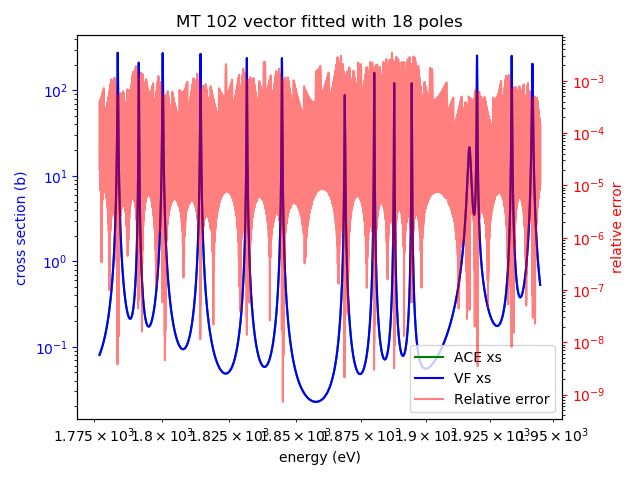 MT 102 vector fitted with 18 poles
cross section (b)
10² 10¹ 10⁰ 10⁻¹
10⁻³ 10⁻⁴ 10⁻⁵ 10⁻⁶ 10⁻⁷ 10⁻⁸ 10⁻⁹
relative error
ACE xs
VF xs
Relative error
1.775 × 10³ 1.8 × 10³ 1.825 × 10³ 1.85 × 10³ 1.875 × 10³ 1.9 × 10³ 1.925 × 10³ 1.95 × 10³
energy (eV)